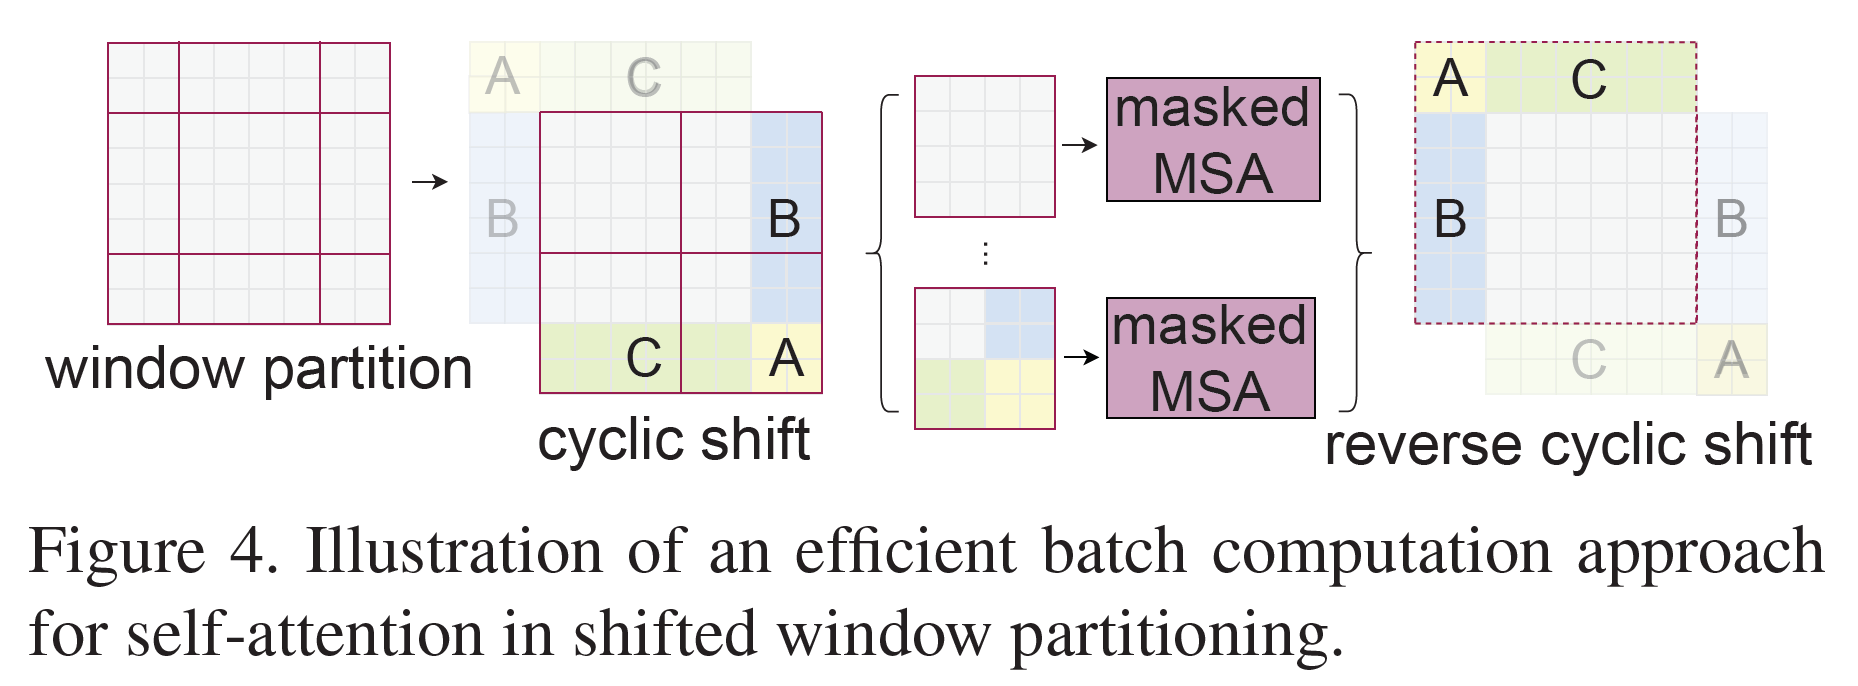 A C
B
B
C A
window partition
cyclic shift
masked
MSA
⋮
masked
MSA
A C
B B
C A
reverse cyclic shift
Figure 4. Illustration of an efficient batch computation approach
for self-attention in shifted window partitioning.